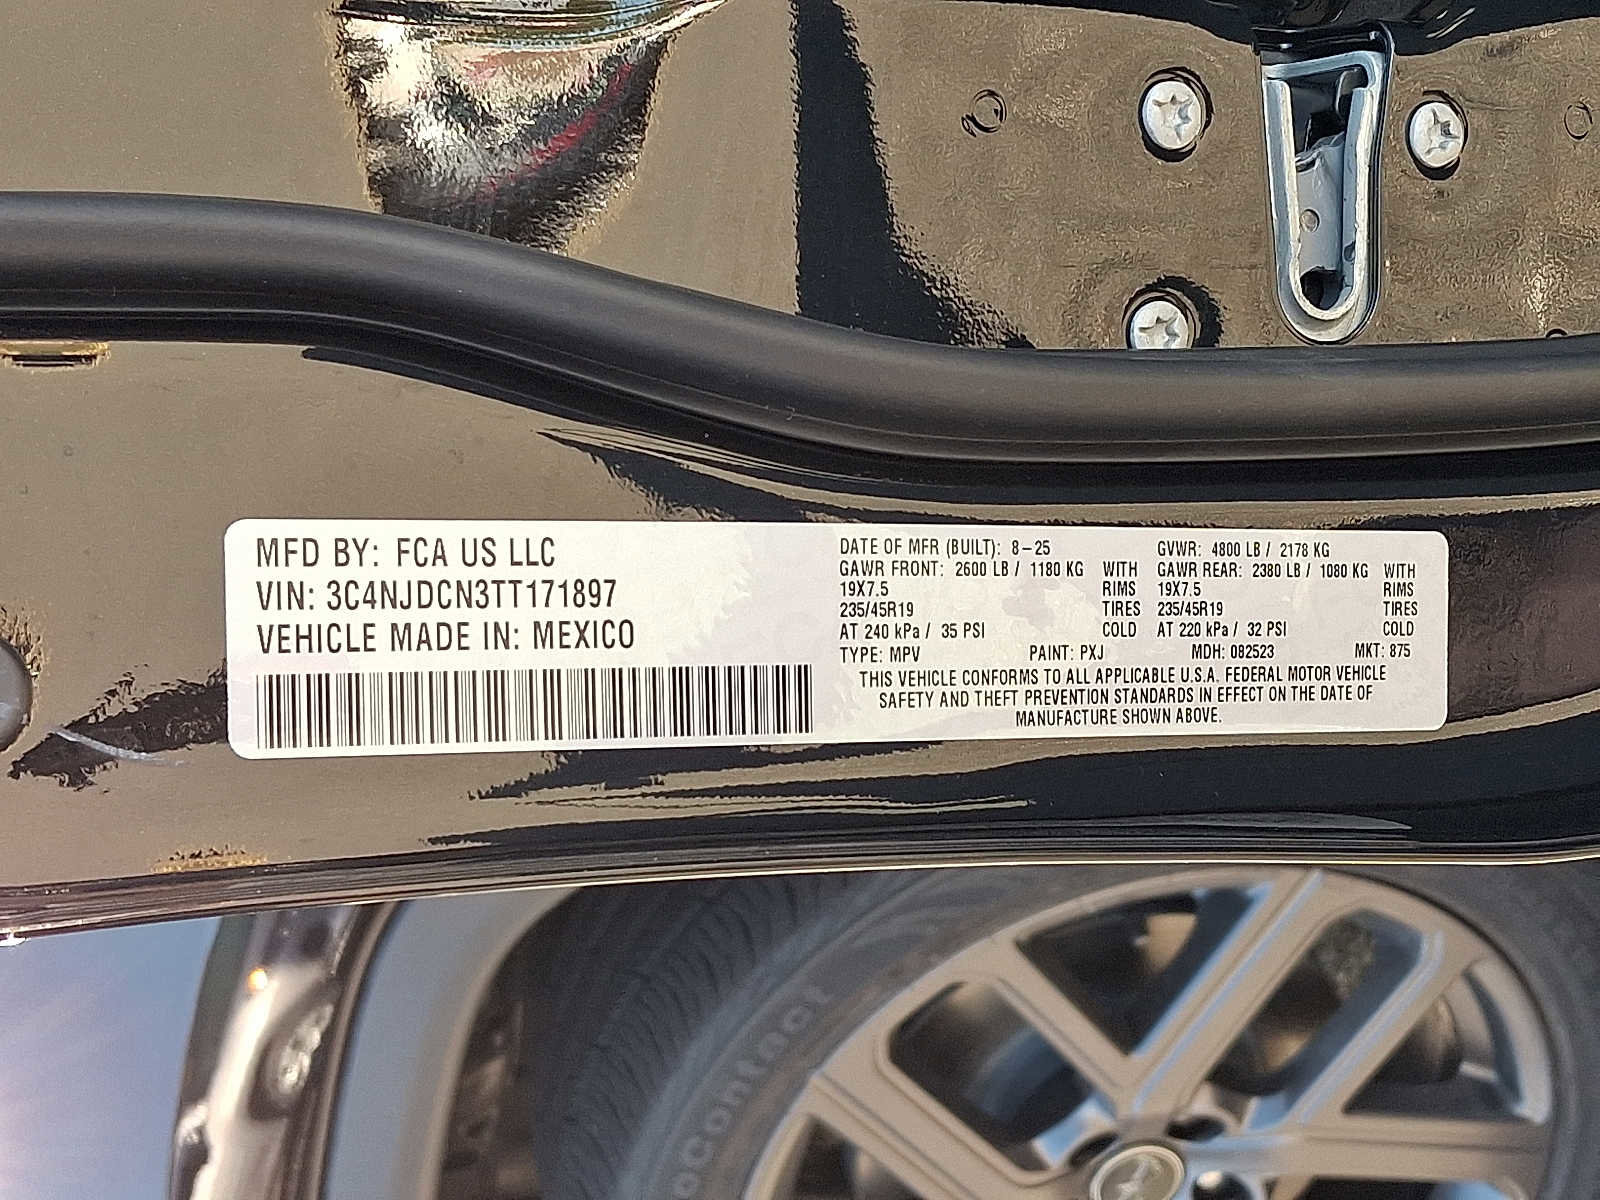 MFD BY: FCA US LLC
VIN: 3C4NJDCN3TT171897
VEHICLE MADE IN: MEXICO
DATE OF MFR (BUILT): 8-25
GAWR FRONT: 2600 LB / 1180 KG WITH
19X7.5 RIMS
235/45R19 TIRES
AT 240 kPa / 35 PSI COLD
GVWR: 4800 LB / 2178 KG
GAWR REAR: 2380 LB / 1080 KG WITH
19X7.5 RIMS
235/45R19 TIRES
AT 220 kPa / 32 PSI COLD
TYPE: MPV PAINT: PXJ MDH: 082523 MKT: 875
THIS VEHICLE CONFORMS TO ALL APPLICABLE U.S.A. FEDERAL MOTOR VEHICLE
SAFETY AND THEFT PREVENTION STANDARDS IN EFFECT ON THE DATE OF
MANUFACTURE SHOWN ABOVE.